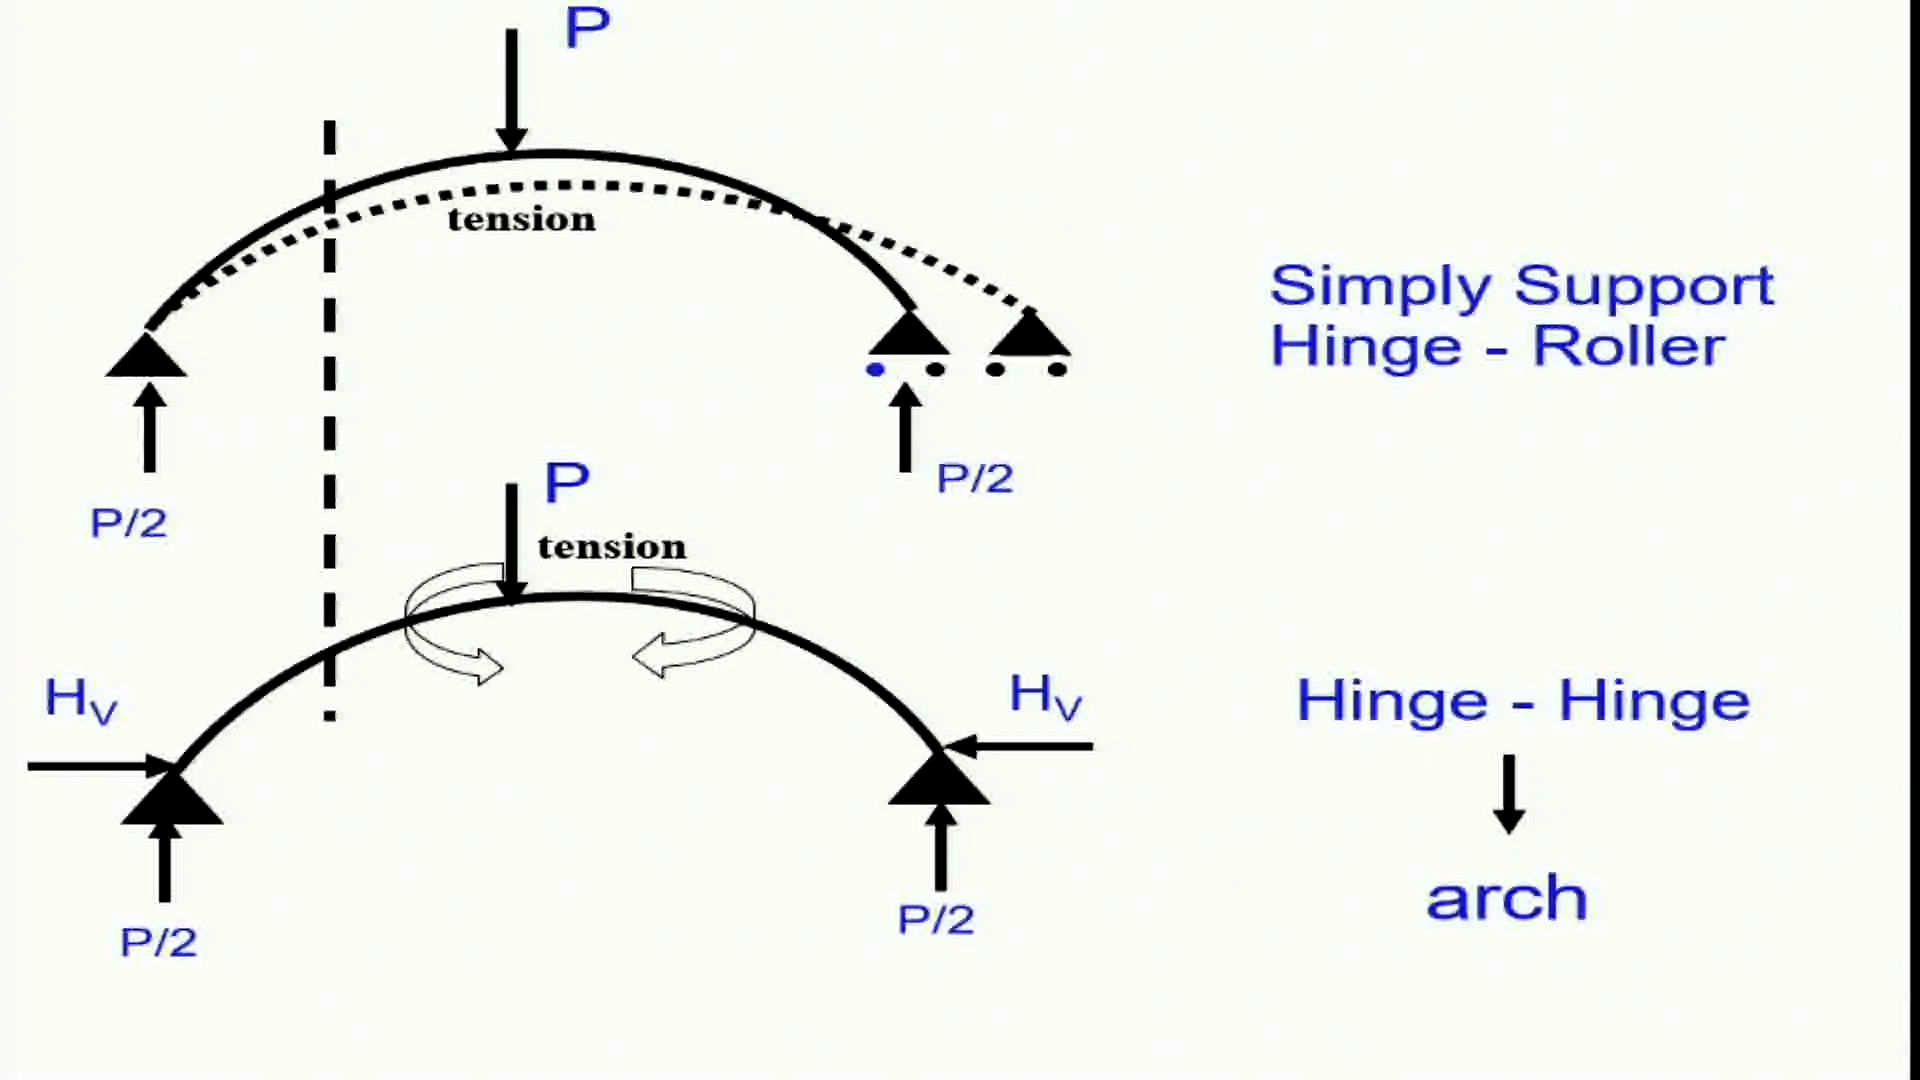 P
tension
Simply Support
Hinge - Roller
P/2
P/2
P
tension
HV
HV
Hinge - Hinge
arch
P/2
P/2